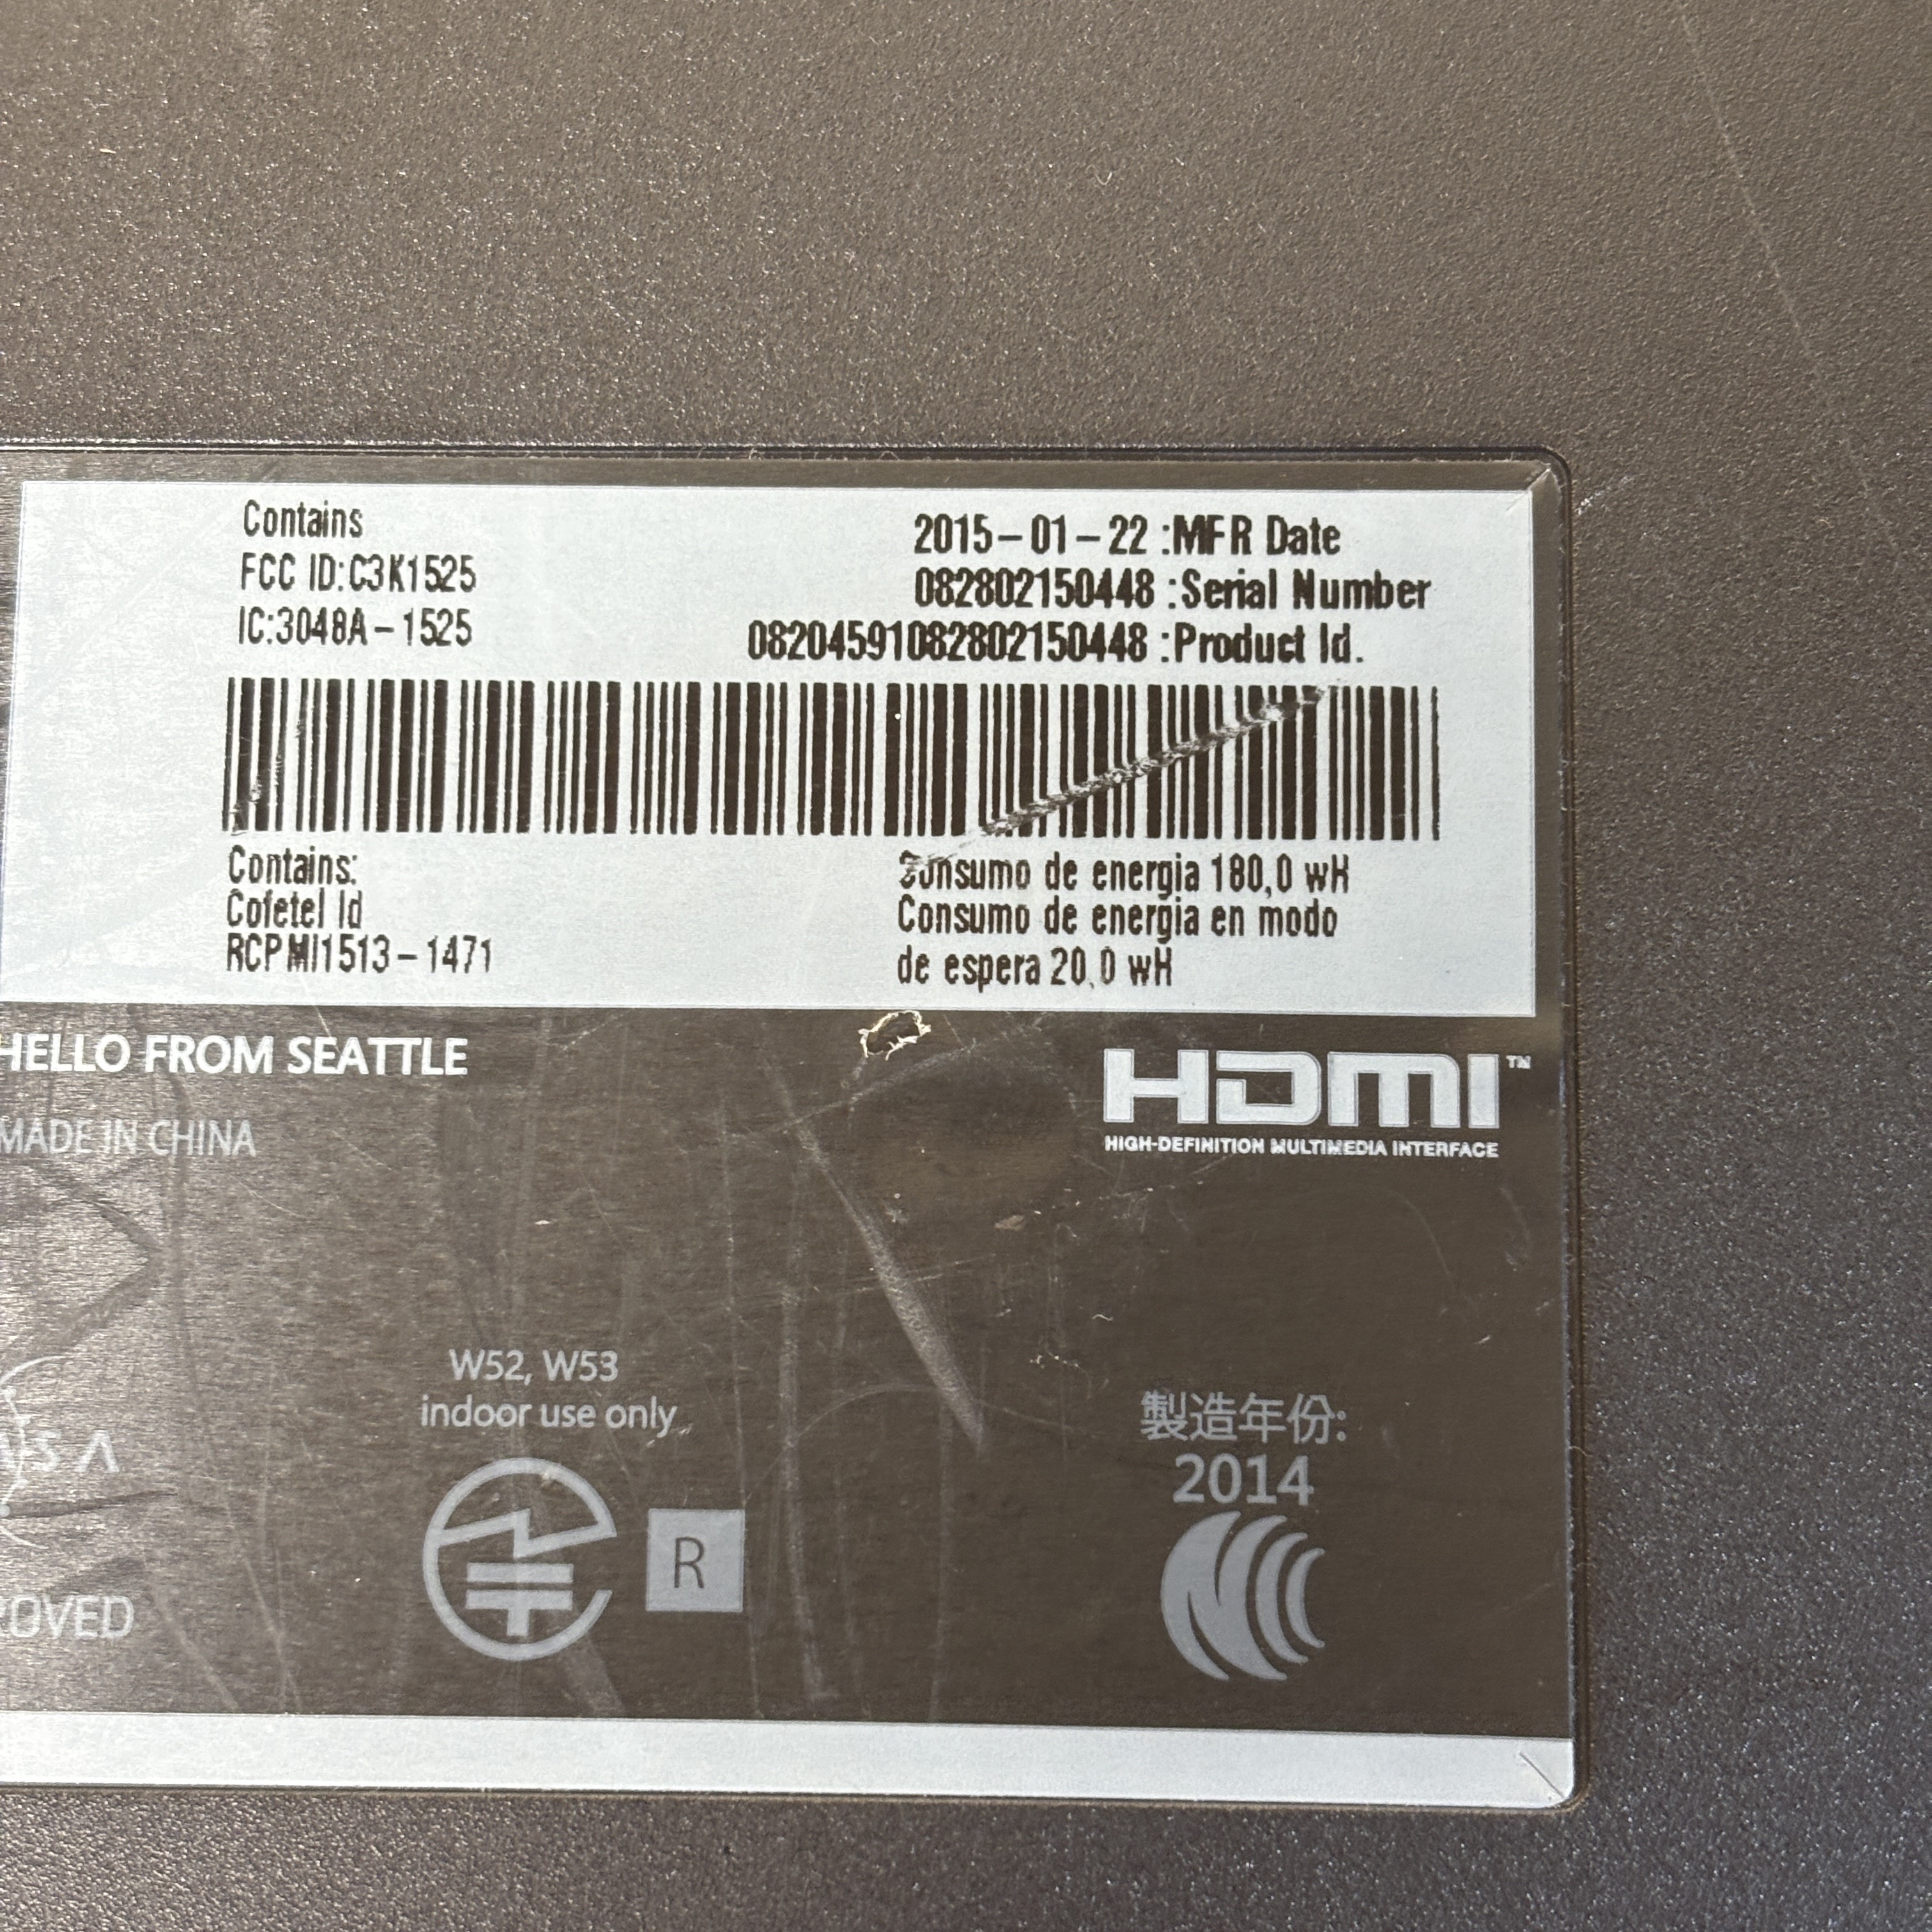 Contains
FCC ID:C3K1525
IC:3048A-1525
2015-01-22 :MFR Date
082802150448 :Serial Number
08204591082802150448 :Product Id.
Contains:
Cofetel Id
RCPMI1513-1471
Consumo de energia 180,0 wH
Consumo de energia en modo
de espera 20,0 wH
HELLO FROM SEATTLE
MADE IN CHINA
HDMI™
HIGH-DEFINITION MULTIMEDIA INTERFACE
W52, W53
indoor use only
R
製造年份:
2014